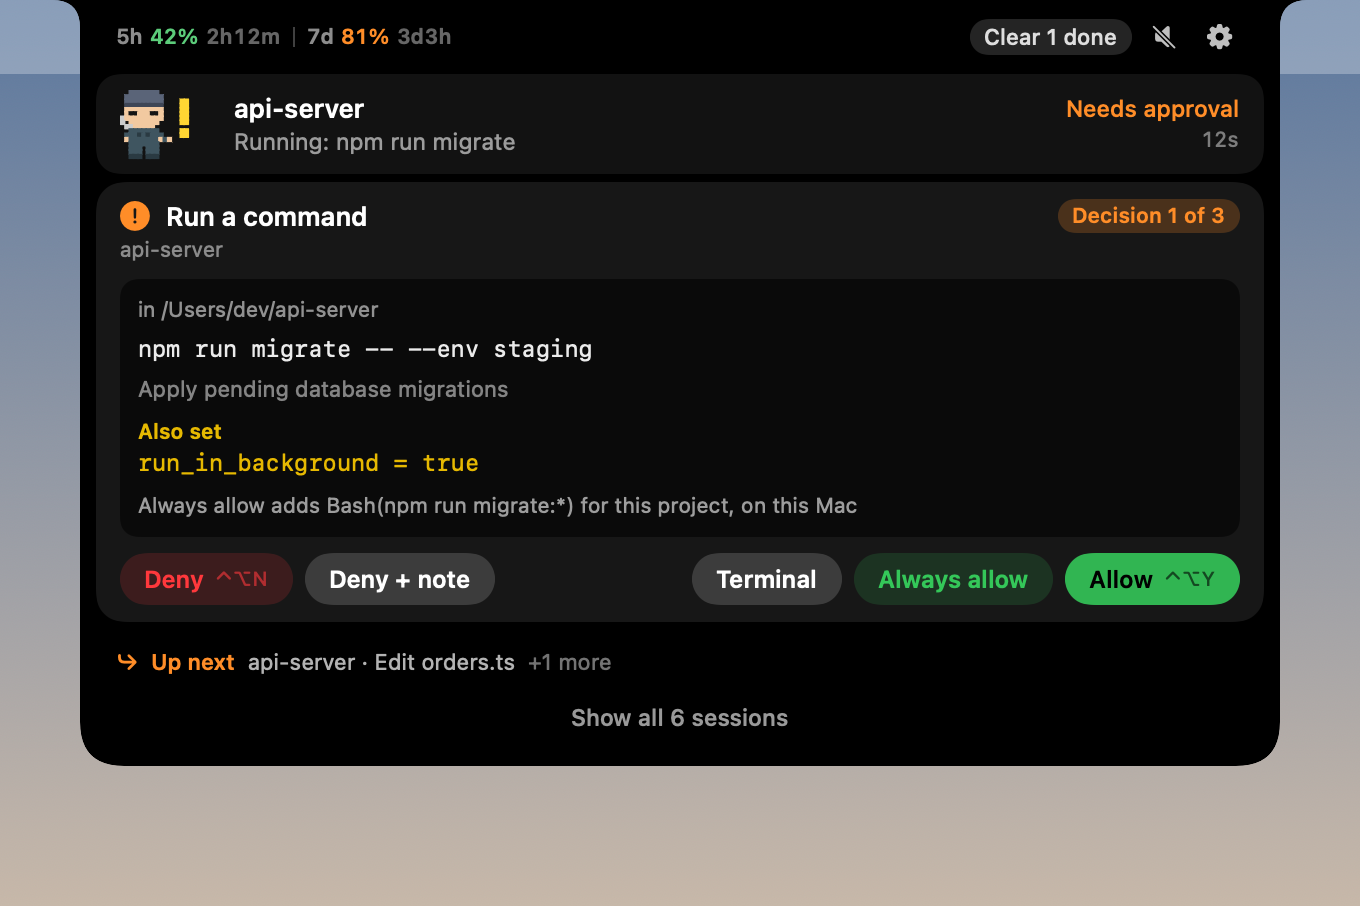 5h 42% 2h12m | 7d 81% 3d3h
Clear 1 done
api-server
Running: npm run migrate
Needs approval
12s
! Run a command
Decision 1 of 3
api-server
in /Users/dev/api-server
npm run migrate -- --env staging
Apply pending database migrations
Also set
run_in_background = true
Always allow adds Bash(npm run migrate:*) for this project, on this Mac
Deny ^⌥N
Deny + note
Terminal
Always allow
Allow ^⌥Y
↪ Up next api-server · Edit orders.ts +1 more
Show all 6 sessions